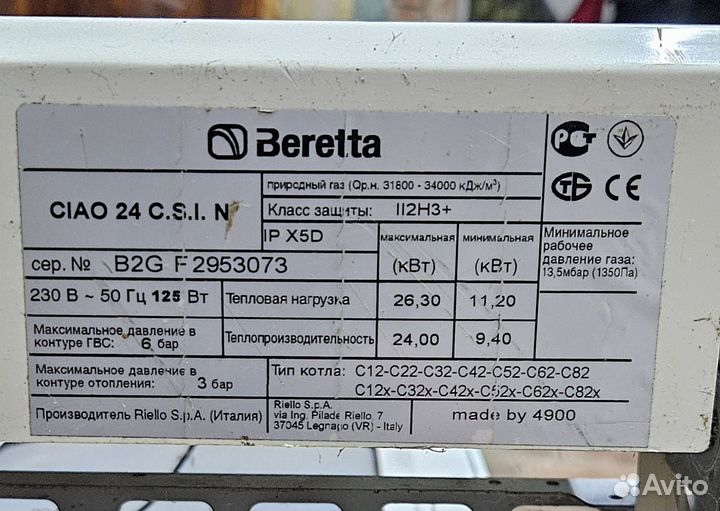 Beretta
РСТ
CIAO 24 C.S.I. N
природный газ (Qр.н. 31800 - 34000 кДж/м³)
Класс защиты: II2H3+
IP X5D
сер. № B2G F2953073
максимальная (кВт)
минимальная (кВт)
Минимальное
рабочее
давление газа:
13,5мбар (1350Па)
230 В ~ 50 Гц 125 Вт
Тепловая нагрузка 26,30 11,20
Максимальное давление в
контуре ГВС: 6 бар
Теплопроизводительность 24,00 9,40
Максимальное давление в
контуре отопления: 3 бар
Тип котла: C12-C22-C32-C42-C52-C62-C82
C12x-C32x-C42x-C52x-C62x-C82x
Производитель Riello S.p.A. (Италия)
Riello S.p.A.
via Ing. Pilade Riello, 7
37045 Legnago (VR) - Italy
made by 4900
Avito